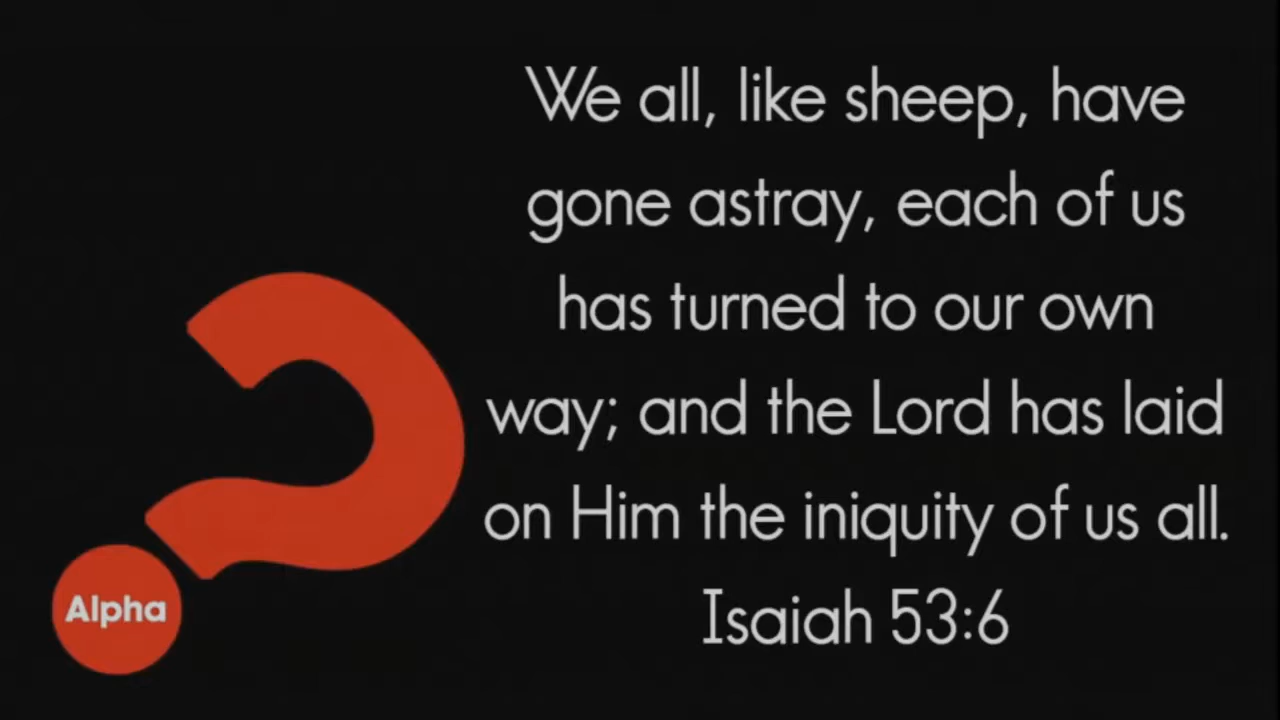 We all, like sheep, have
gone astray, each of us
has turned to our own
way; and the Lord has laid
on Him the iniquity of us all.
Isaiah 53:6
Alpha